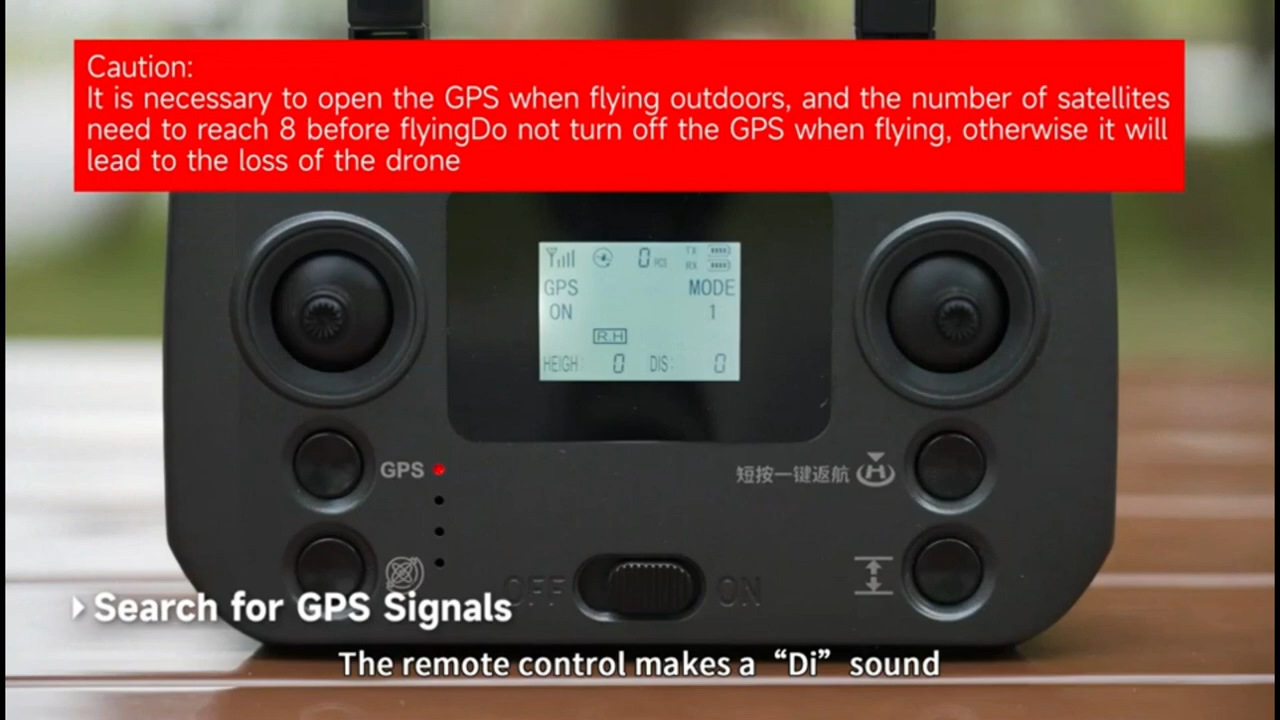 Caution:
It is necessary to open the GPS when flying outdoors, and the number of satellites
need to reach 8 before flyingDo not turn off the GPS when flying, otherwise it will
lead to the loss of the drone
0 PCS TX
RX
GPS MODE
ON 1
R.H
HEIGH: 0 DIS: 0
GPS
短按一键返航 H
OFF ON
Search for GPS Signals
The remote control makes a “Di” sound